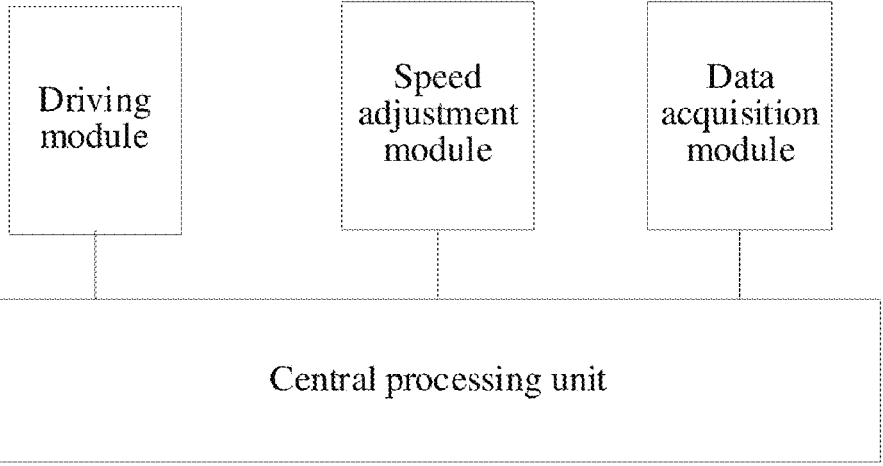 Driving
module
Speed
adjustment
module
Data
acquisition
module
Central processing unit